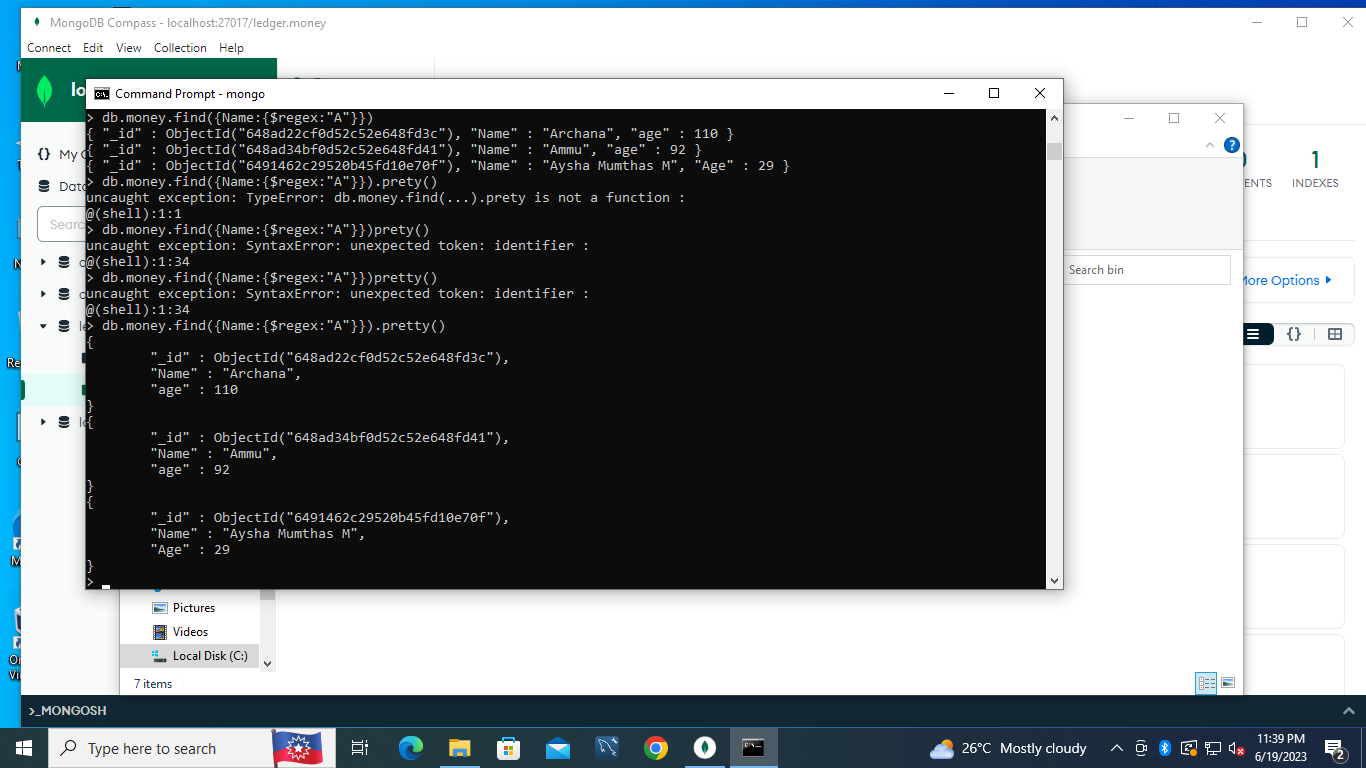 MongoDB Compass - localhost:27017/ledger.money
Connect Edit View Collection Help
lo
Command Prompt - mongo
> db.money.find({Name:{$regex:"A"}})
{ "_id" : ObjectId("648ad22cf0d52c52e648fd3c"), "Name" : "Archana", "age" : 110 }
{ "_id" : ObjectId("648ad34bf0d52c52e648fd41"), "Name" : "Ammu", "age" : 92 }
{ "_id" : ObjectId("6491462c29520b45fd10e70f"), "Name" : "Aysha Mumthas M", "Age" : 29 }
> db.money.find({Name:{$regex:"A"}}).prety()
uncaught exception: TypeError: db.money.find(...).prety is not a function :
@(shell):1:1
> db.money.find({Name:{$regex:"A"}})prety()
uncaught exception: SyntaxError: unexpected token: identifier :
@(shell):1:34
> db.money.find({Name:{$regex:"A"}})pretty()
uncaught exception: SyntaxError: unexpected token: identifier :
@(shell):1:34
> db.money.find({Name:{$regex:"A"}}).pretty()
{
"_id" : ObjectId("648ad22cf0d52c52e648fd3c"),
"Name" : "Archana",
"age" : 110
}
{
"_id" : ObjectId("648ad34bf0d52c52e648fd41"),
"Name" : "Ammu",
"age" : 92
}
{
"_id" : ObjectId("6491462c29520b45fd10e70f"),
"Name" : "Aysha Mumthas M",
"Age" : 29
}
>
{} My
Data
Searc
ENTS
1
INDEXES
Search bin
More Options
{}
Pictures
Videos
Local Disk (C:)
7 items
>_MONGOSH
Type here to search
26°C Mostly cloudy
11:39 PM
6/19/2023
2